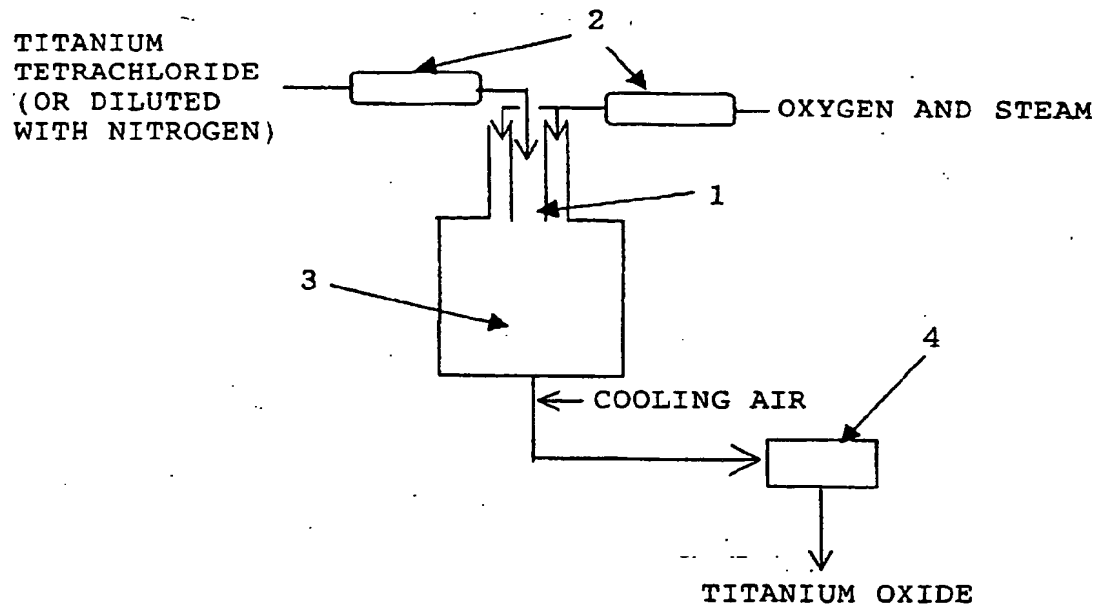 2
TITANIUM
TETRACHLORIDE
(OR DILUTED
WITH NITROGEN)
OXYGEN AND STEAM
1
3
4
COOLING AIR
TITANIUM OXIDE